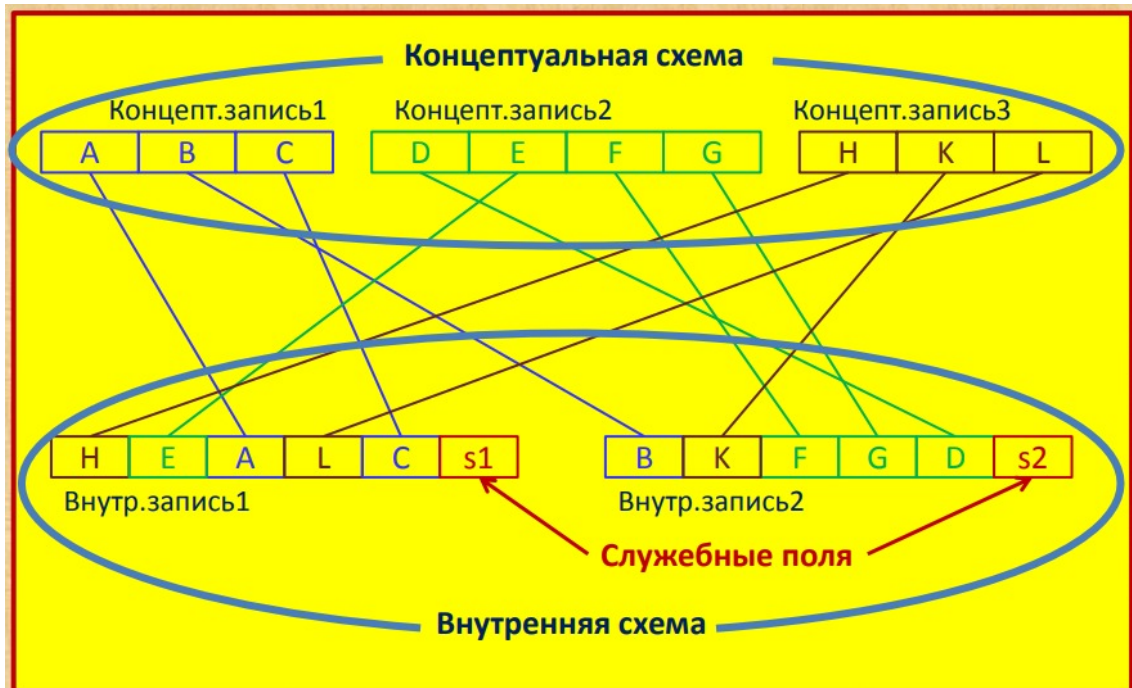 Концептуальная схема
Концепт.запись1 Концепт.запись2 Концепт.запись3
A B C D E F G H K L
H E A L C s1 B K F G D s2
Внутр.запись1 Внутр.запись2
Служебные поля
Внутренняя схема